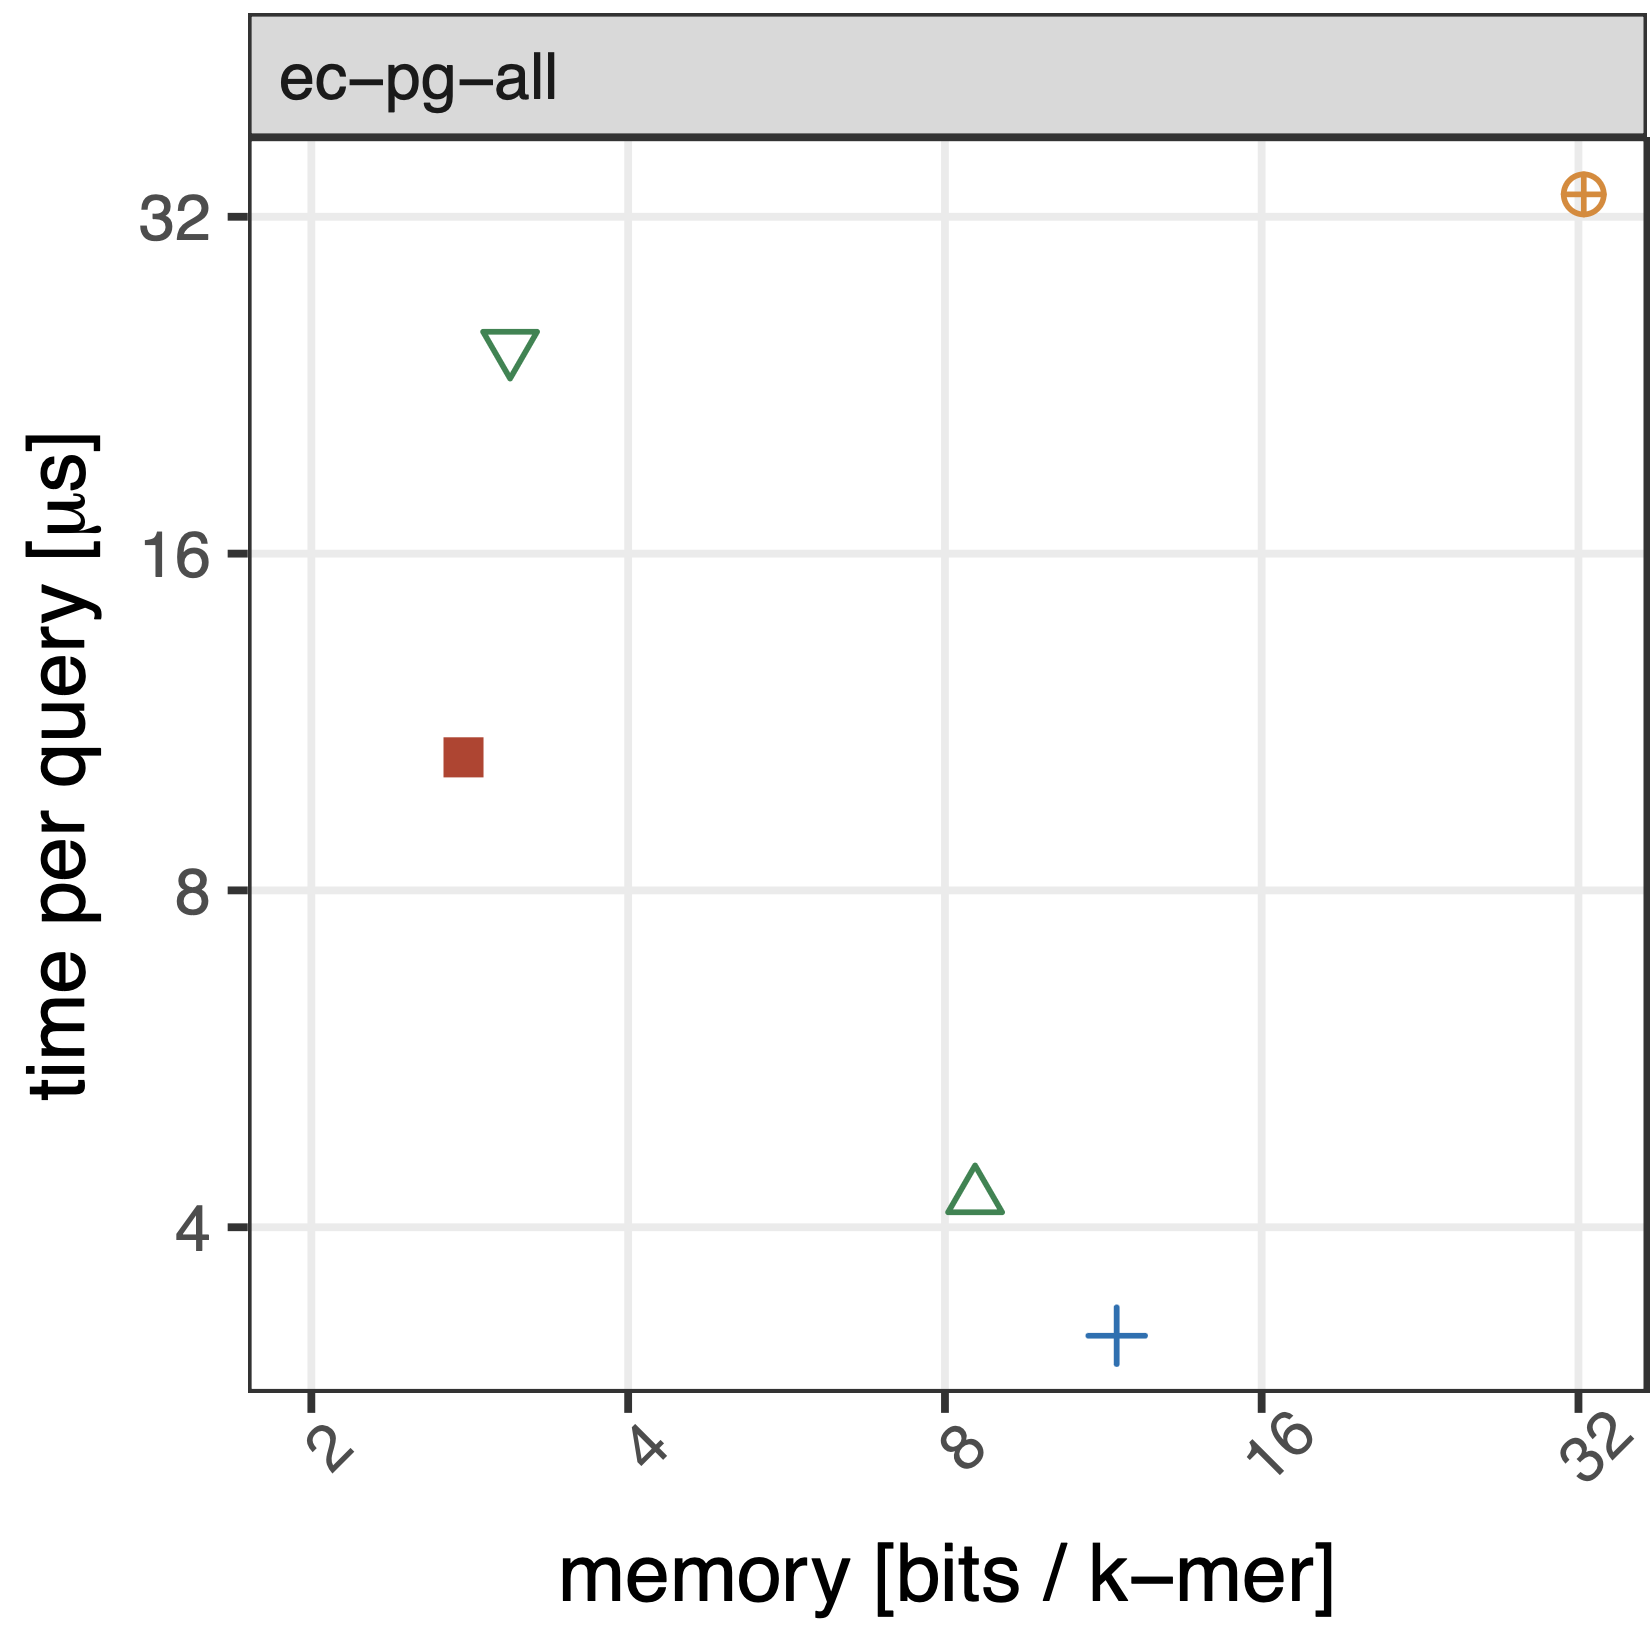 ec−pg−all
32
16
8
4
time per query [µs]
2 4 8 16 32
memory [bits / k−mer]